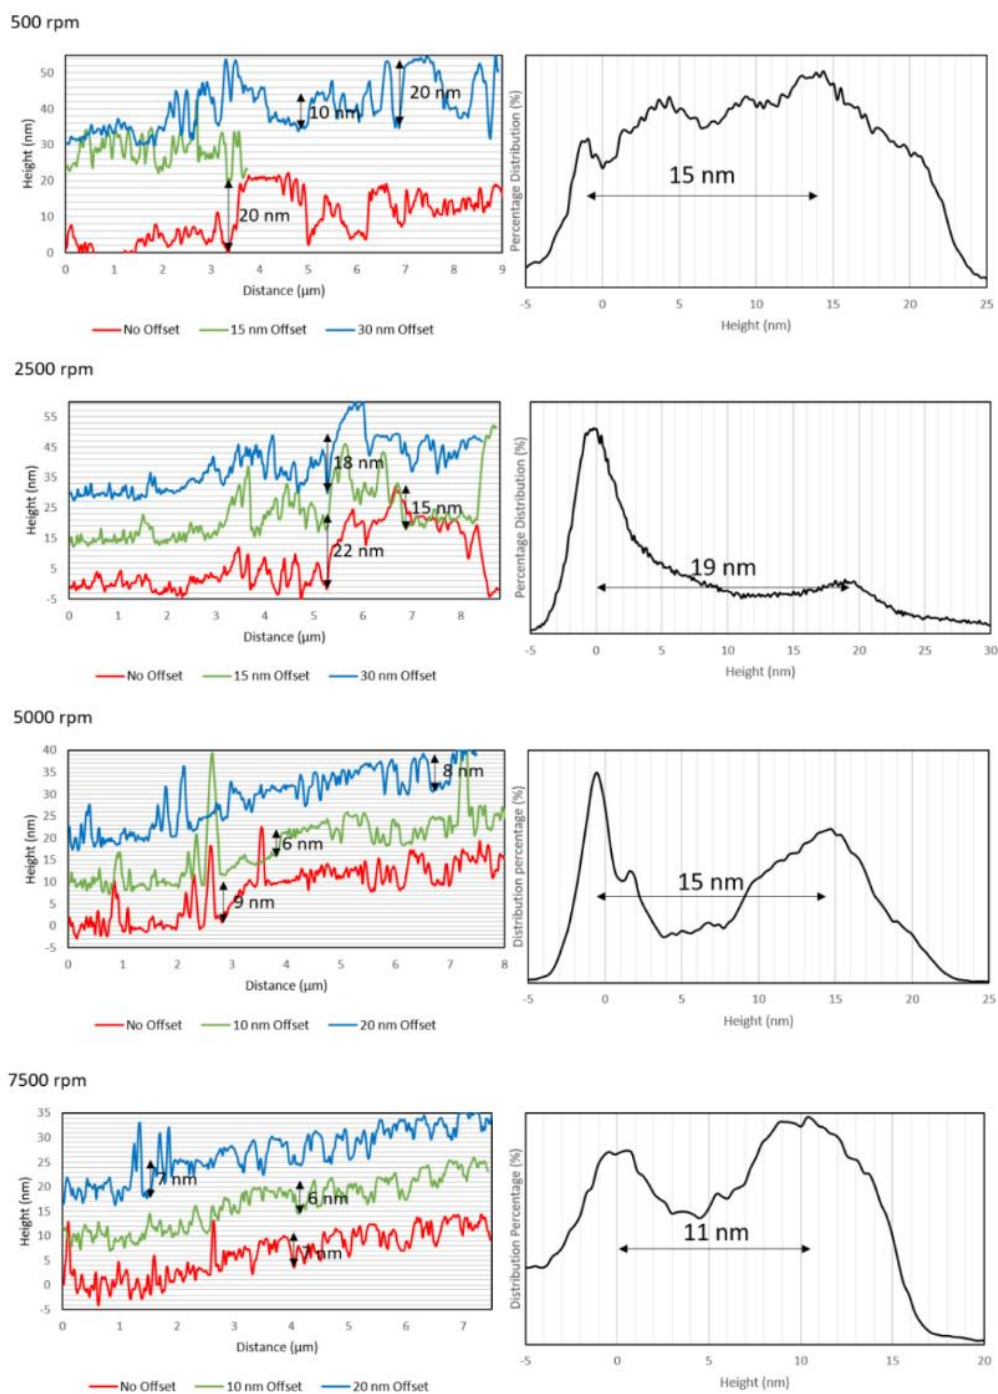 500 rpm
Height (nm)
50
40
30
20
10
0
20 nm
10 nm
20 nm
0 1 2 3 4 5 6 7 8 9
Distance (µm)
No Offset 15 nm Offset 30 nm Offset
Percentage Distribution (%)
15 nm
-5 0 5 10 15 20 25
Height (nm)
2500 rpm
Height (nm)
55
45
35
25
15
5
-5
18 nm
15 nm
22 nm
0 1 2 3 4 5 6 7 8
Distance (µm)
No Offset 15 nm Offset 30 nm Offset
Percentage Distribution (%)
19 nm
-5 0 5 10 15 20 25 30
Height (nm)
5000 rpm
Height (nm)
40
35
30
25
20
15
10
5
0
-5
8 nm
6 nm
9 nm
0 1 2 3 4 5 6 7 8
Distance (µm)
No Offset 10 nm Offset 20 nm Offset
Distribution percentage (%)
15 nm
-5 0 5 10 15 20 25
Height (nm)
7500 rpm
Height (nm)
35
30
25
20
15
10
5
0
-5
7 nm
6 nm
7 nm
0 1 2 3 4 5 6 7
Distance (µm)
No Offset 10 nm Offset 20 nm Offset
Distribution Percentage (%)
11 nm
-5 0 5 10 15 20
Height (nm)